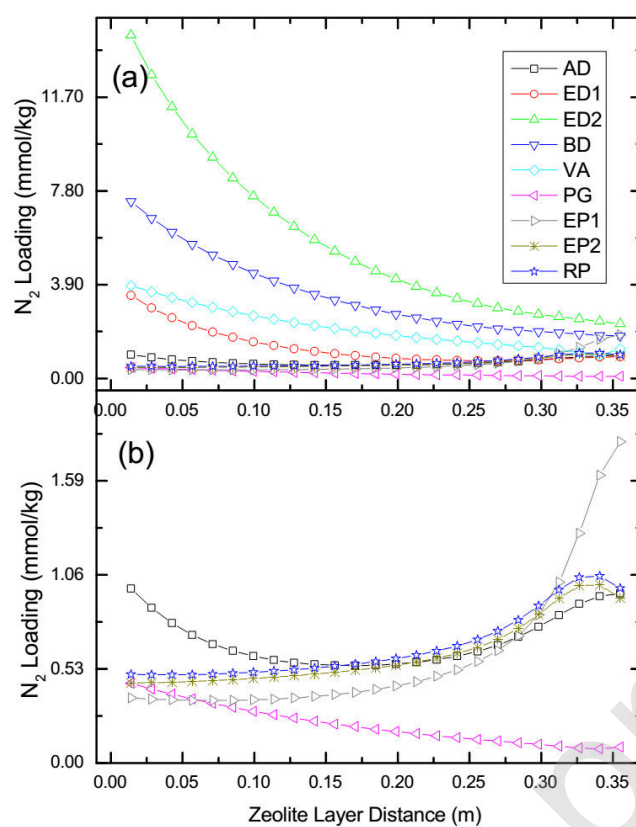 (a)
AD
ED1
ED2
BD
VA
PG
EP1
EP2
RP
N₂ Loading (mmol/kg)
11.70
7.80
3.90
0.00
0.00 0.05 0.10 0.15 0.20 0.25 0.30 0.35
(b)
N₂ Loading (mmol/kg)
1.59
1.06
0.53
0.00
0.00 0.05 0.10 0.15 0.20 0.25 0.30 0.35
Zeolite Layer Distance (m)